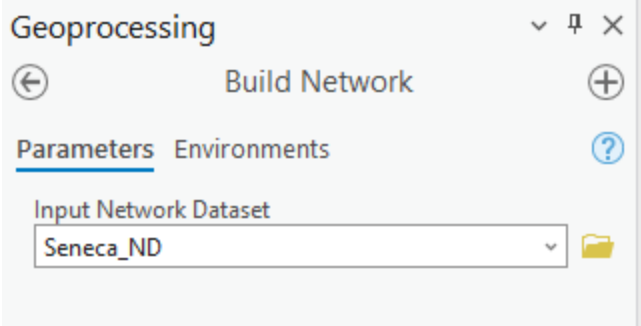 Geoprocessing
Build Network
Parameters Environments
Input Network Dataset
Seneca_ND